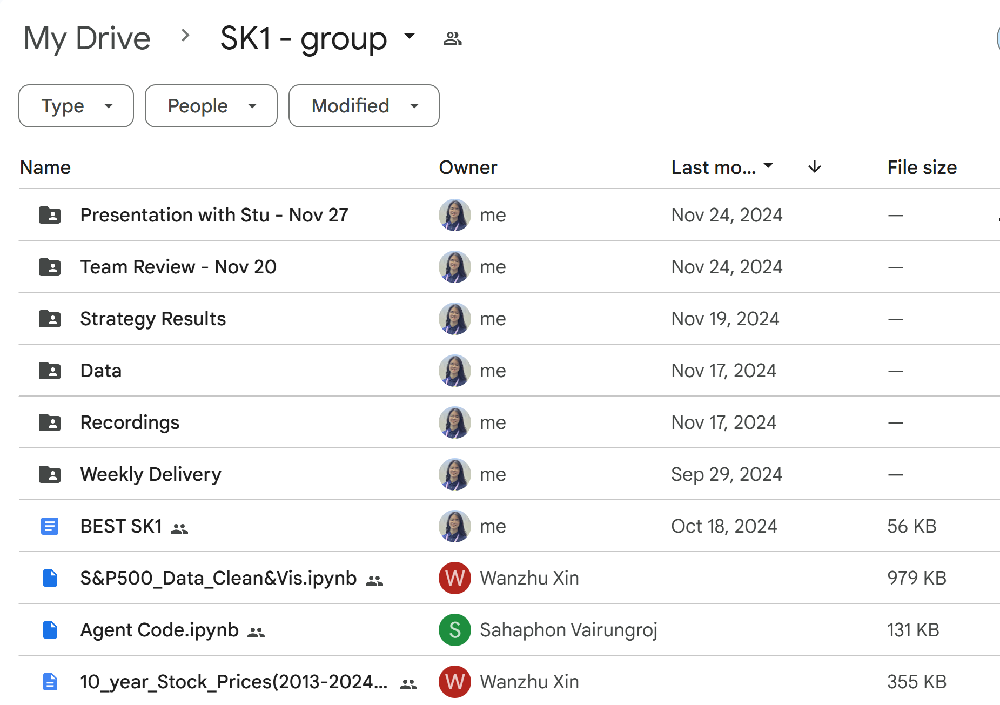 My Drive > SK1 - group
Type People Modified
Name Owner Last mo... File size
Presentation with Stu - Nov 27 me Nov 24, 2024 —
Team Review - Nov 20 me Nov 24, 2024 —
Strategy Results me Nov 19, 2024 —
Data me Nov 17, 2024 —
Recordings me Nov 17, 2024 —
Weekly Delivery me Sep 29, 2024 —
BEST SK1 me Oct 18, 2024 56 KB
S&P500_Data_Clean&Vis.ipynb W Wanzhu Xin 979 KB
Agent Code.ipynb S Sahaphon Vairungroj 131 KB
10_year_Stock_Prices(2013-2024... W Wanzhu Xin 355 KB